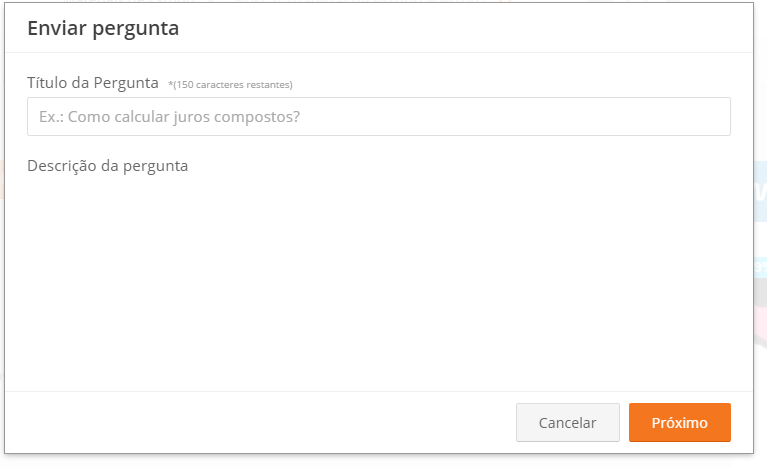 Enviar pergunta
Título da Pergunta *(150 caracteres restantes)
Ex.: Como calcular juros compostos?
Descrição da pergunta
Cancelar
Próximo